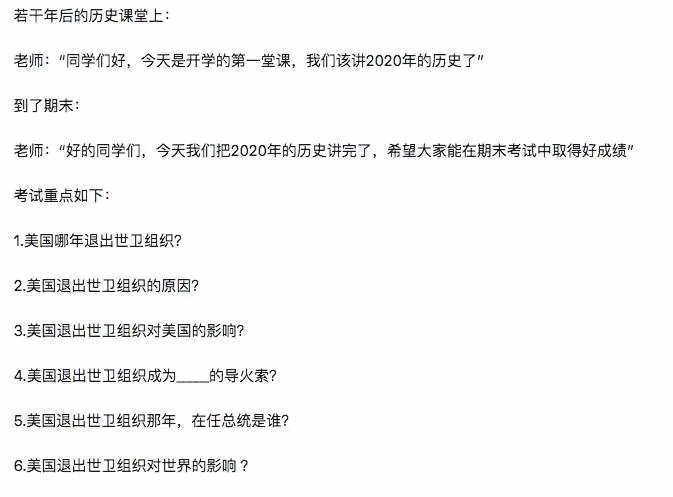 若干年后的历史课堂上：
老师：“同学们好，今天是开学的第一堂课，我们该讲2020年的历史了”
到了期末：
老师：“好的同学们，今天我们把2020年的历史讲完了，希望大家能在期末考试中取得好成绩”
考试重点如下：
1.美国哪年退出世卫组织？
2.美国退出世卫组织的原因？
3.美国退出世卫组织对美国的影响？
4.美国退出世卫组织成为____的导火索？
5.美国退出世卫组织那年，在任总统是谁？
6.美国退出世卫组织对世界的影响？